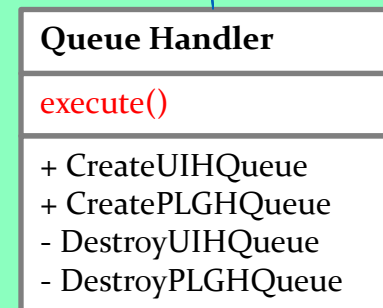 Queue Handler
execute()
+ CreateUIHQueue
+ CreatePLGHQueue
- DestroyUIHQueue
- DestroyPLGHQueue